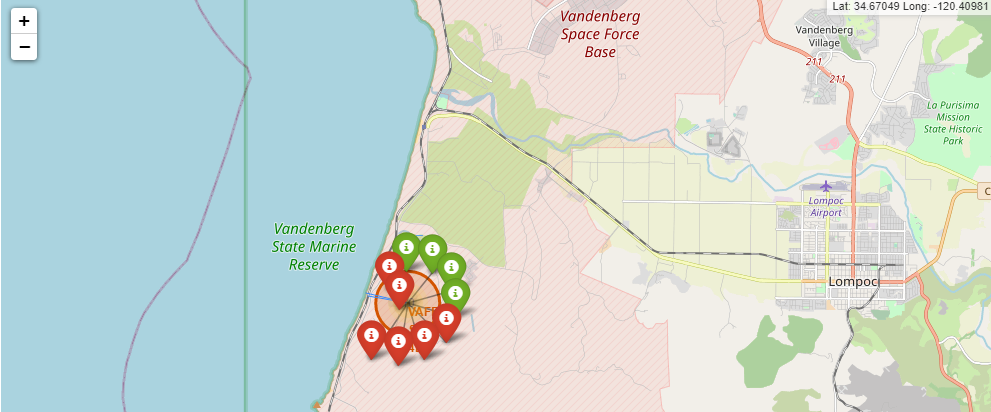 +
−
Lat: 34.67049 Long: -120.40981
Vandenberg
Space Force
Base
Vandenberg
Village
211
211
La Purisima
Mission
State Historic
Park
Lompoc
Airport
Vandenberg
State Marine
Reserve
Lompoc